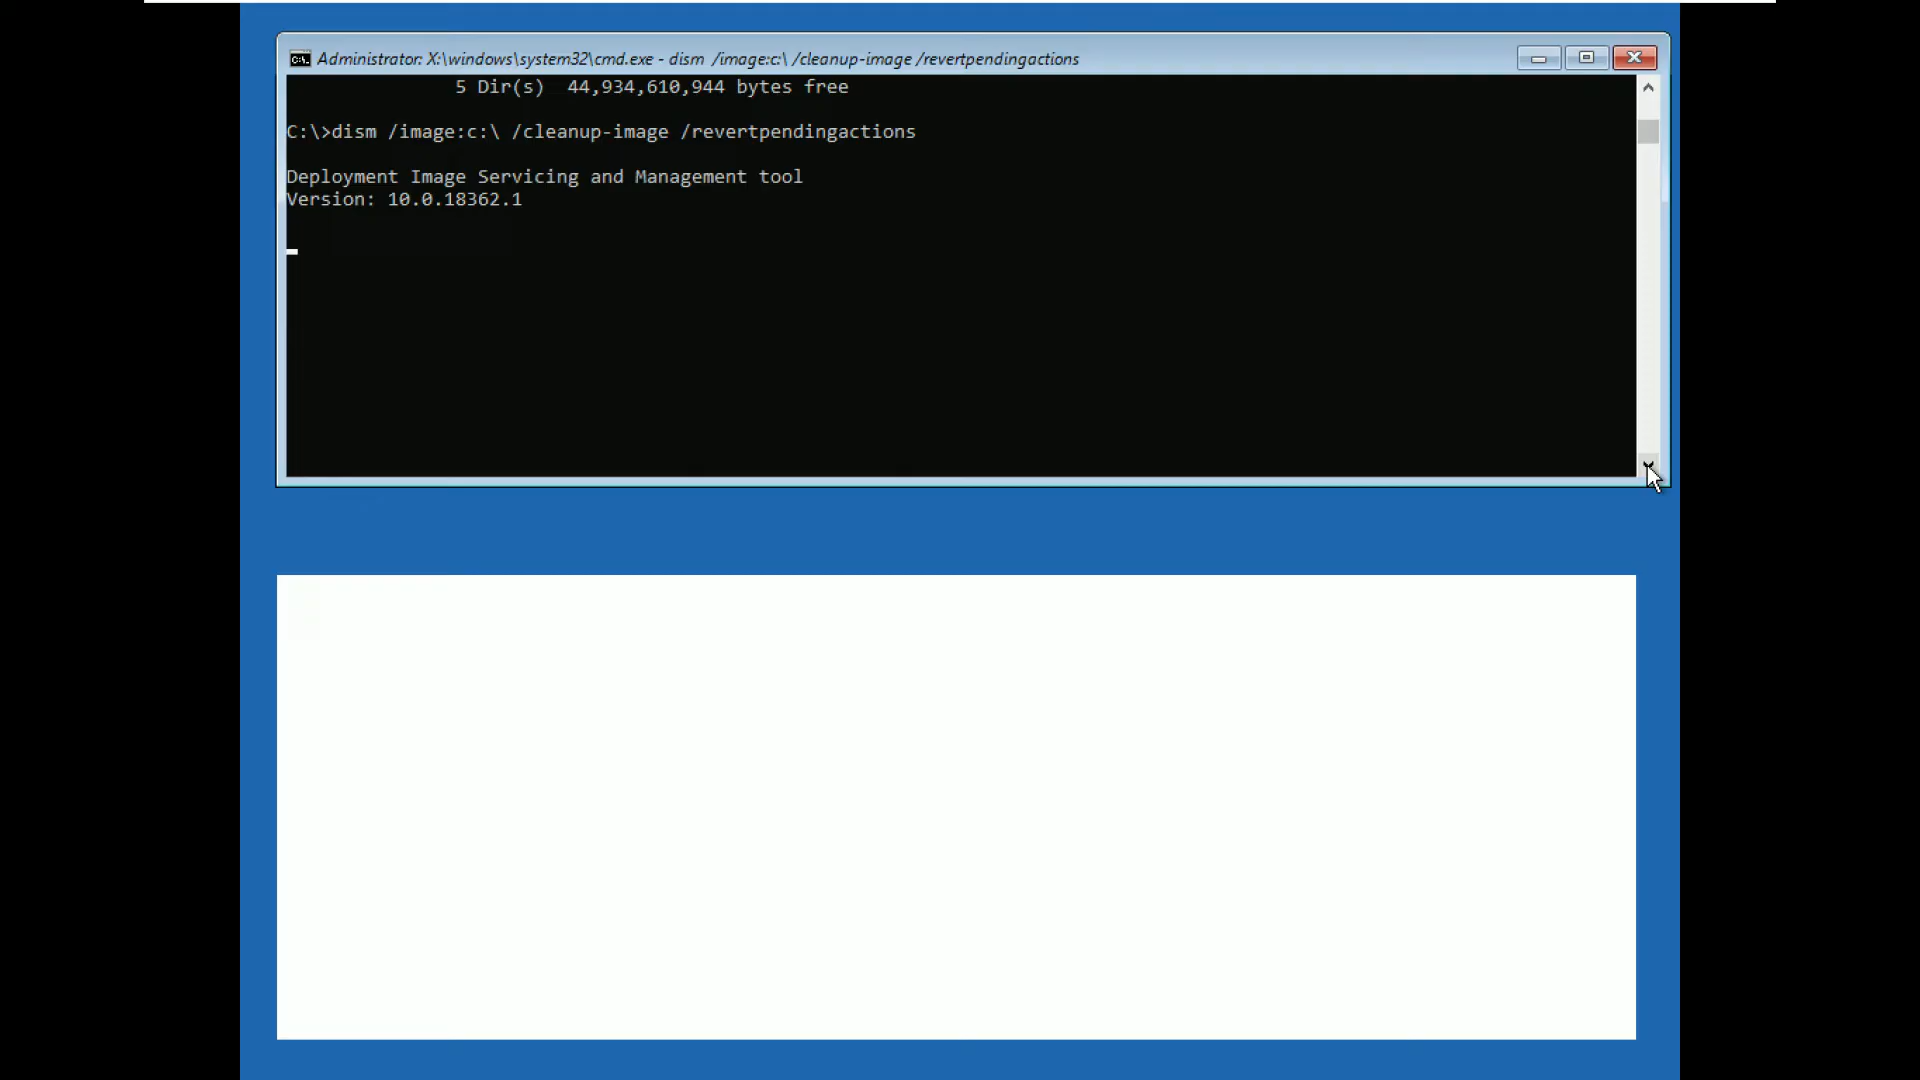 Administrator: X:\windows\system32\cmd.exe - dism /image:c:\ /cleanup-image /revertpendingactions
5 Dir(s)  44,934,610,944 bytes free
C:\>dism /image:c:\ /cleanup-image /revertpendingactions
Deployment Image Servicing and Management tool
Version: 10.0.18362.1